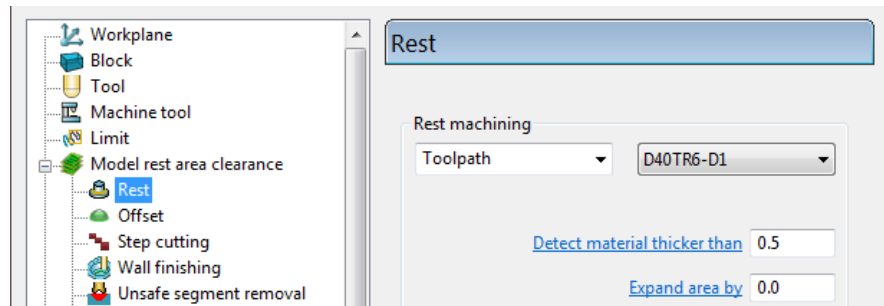 Workplane
Block
Tool
Machine tool
Limit
Model rest area clearance
Rest
Offset
Step cutting
Wall finishing
Unsafe segment removal
Rest
Rest machining
Toolpath D40TR6-D1
Detect material thicker than 0.5
Expand area by 0.0